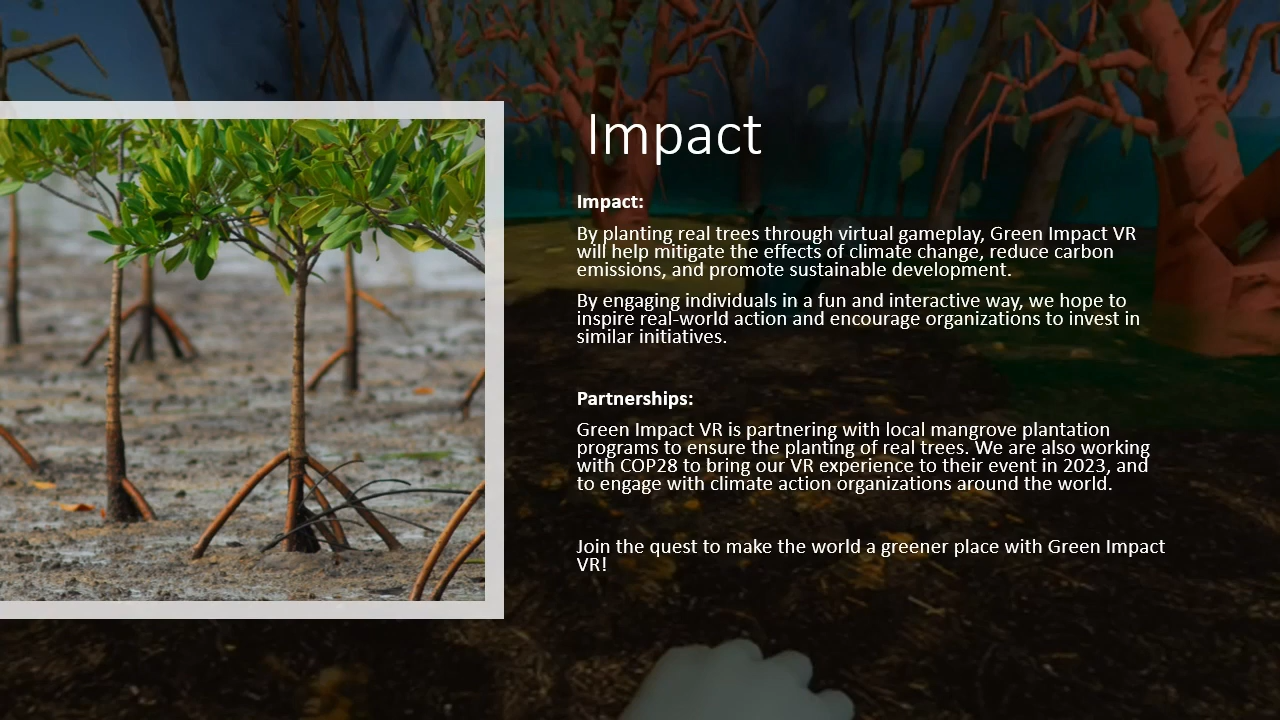 Impact
Impact:
By planting real trees through virtual gameplay, Green Impact VR
will help mitigate the effects of climate change, reduce carbon
emissions, and promote sustainable development.
By engaging individuals in a fun and interactive way, we hope to
inspire real-world action and encourage organizations to invest in
similar initiatives.
Partnerships:
Green Impact VR is partnering with local mangrove plantation
programs to ensure the planting of real trees. We are also working
with COP28 to bring our VR experience to their event in 2023, and
to engage with climate action organizations around the world.
Join the quest to make the world a greener place with Green Impact
VR!